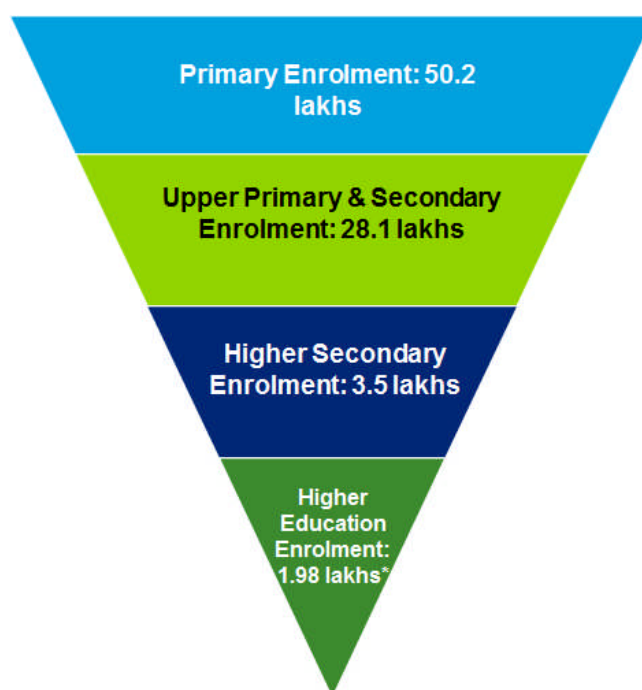 Primary Enrolment: 50.2
lakhs
Upper Primary & Secondary
Enrolment: 28.1 lakhs
Higher Secondary
Enrolment: 3.5 lakhs
Higher
Education
Enrolment:
1.98 lakhs*